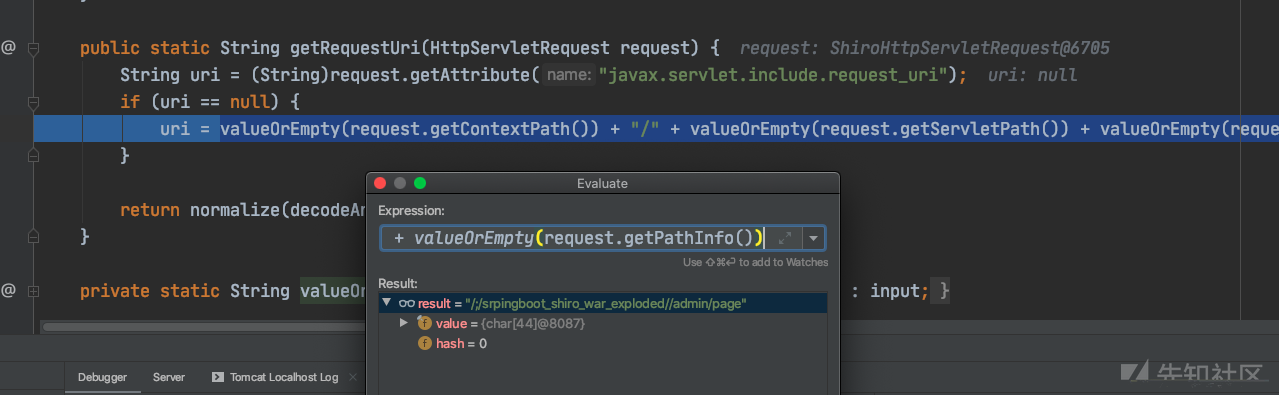 @ public static String getRequestUri(HttpServletRequest request) { request: ShiroHttpServletRequest@6705
String uri = (String)request.getAttribute( name: "javax.servlet.include.request_uri"); uri: null
if (uri == null) {
uri = valueOrEmpty(request.getContextPath()) + "/" + valueOrEmpty(request.getServletPath()) + valueOrEmpty(reque
}
Evaluate
Expression:
+ valueOrEmpty(request.getPathInfo())
Use ⇧⌘⏎ to add to Watches
return normalize(decodeAn
}
Result:
result = "/;/srpingboot_shiro_war_exploded//admin/page"
value = {char[44]@8087}
hash = 0
@ private static String valueOr : input; }
Debugger Server Tomcat Localhost Log
先知社区